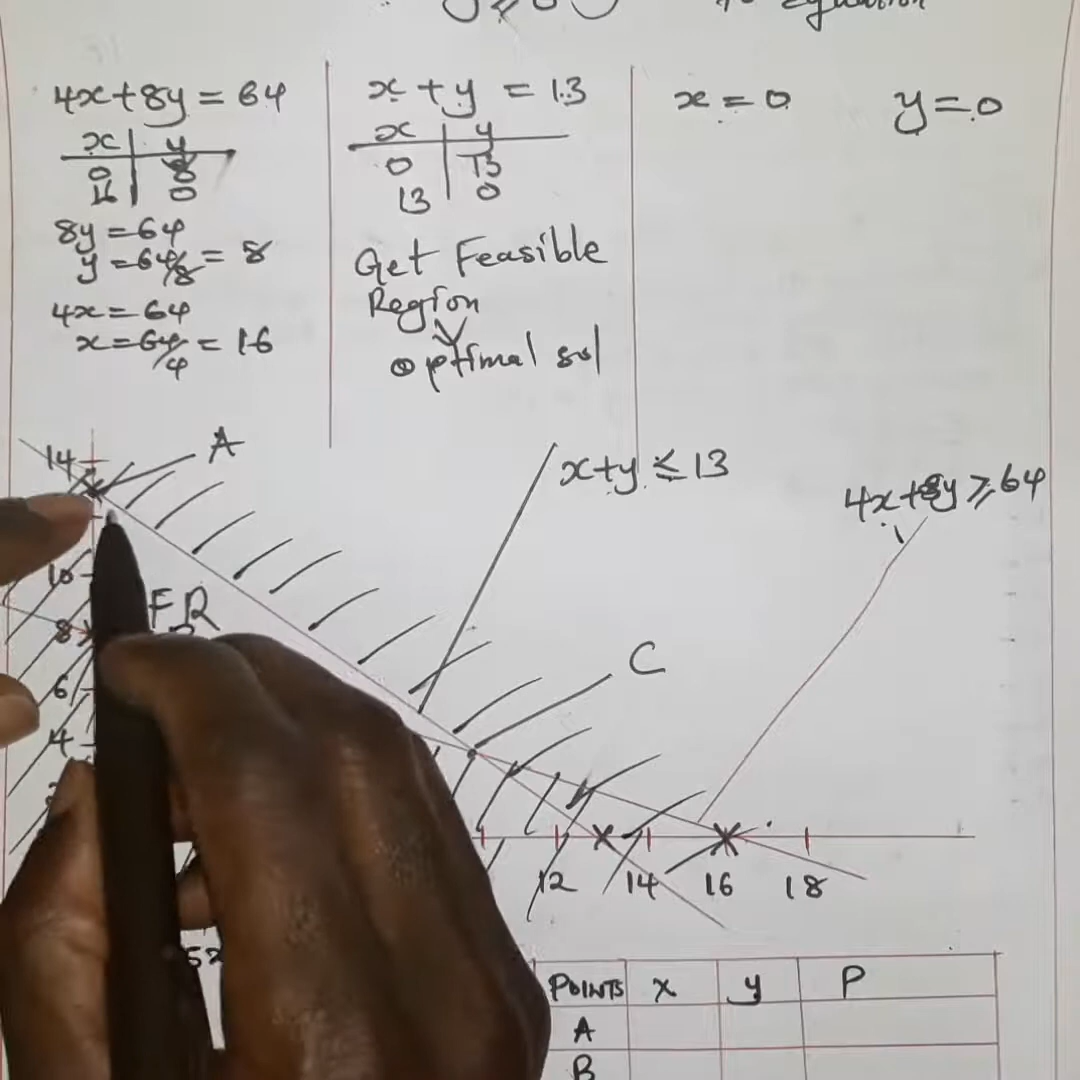 4x+8y = 64
x | y
0 | 8
16 | 0
8y = 64
y = 64/8 = 8
4x = 64
x = 64/4 = 16
x + y = 13
x | y
0 | 13
13 | 0
Get Feasible
Region
optimal sol
x = 0 y = 0
14
A
x+y ≤ 13
4x+8y ≥ 64
10
FR
8
C
6
4
12 14 16 18
POINTS x y P
A
B